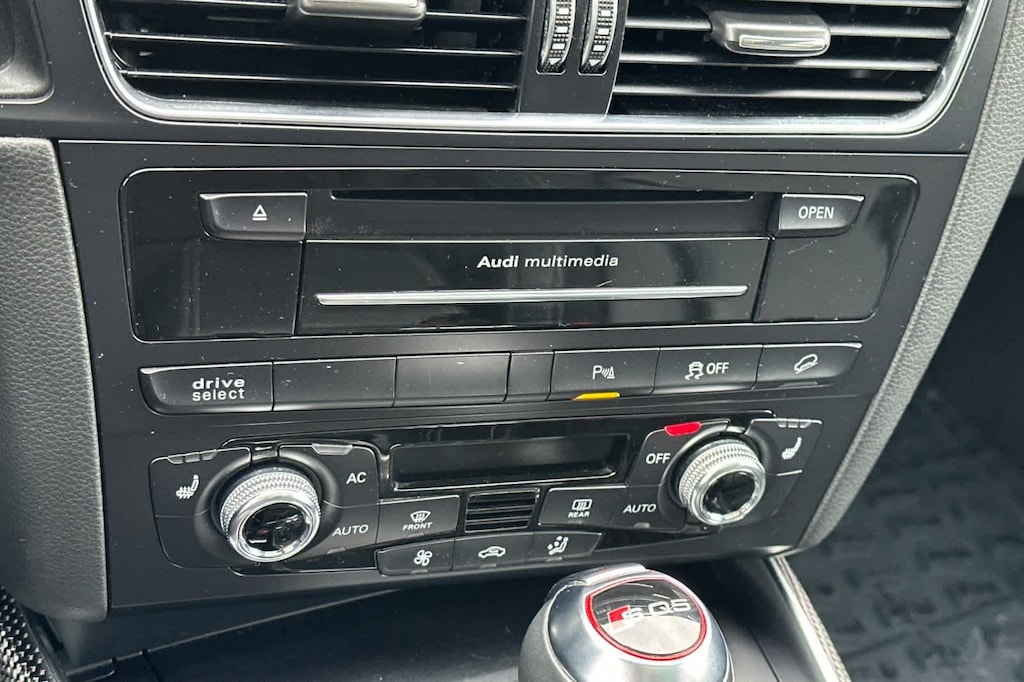 OPEN
Audi multimedia
drive
select
P
OFF
AC
OFF
AUTO
FRONT
REAR
AUTO
SQ5